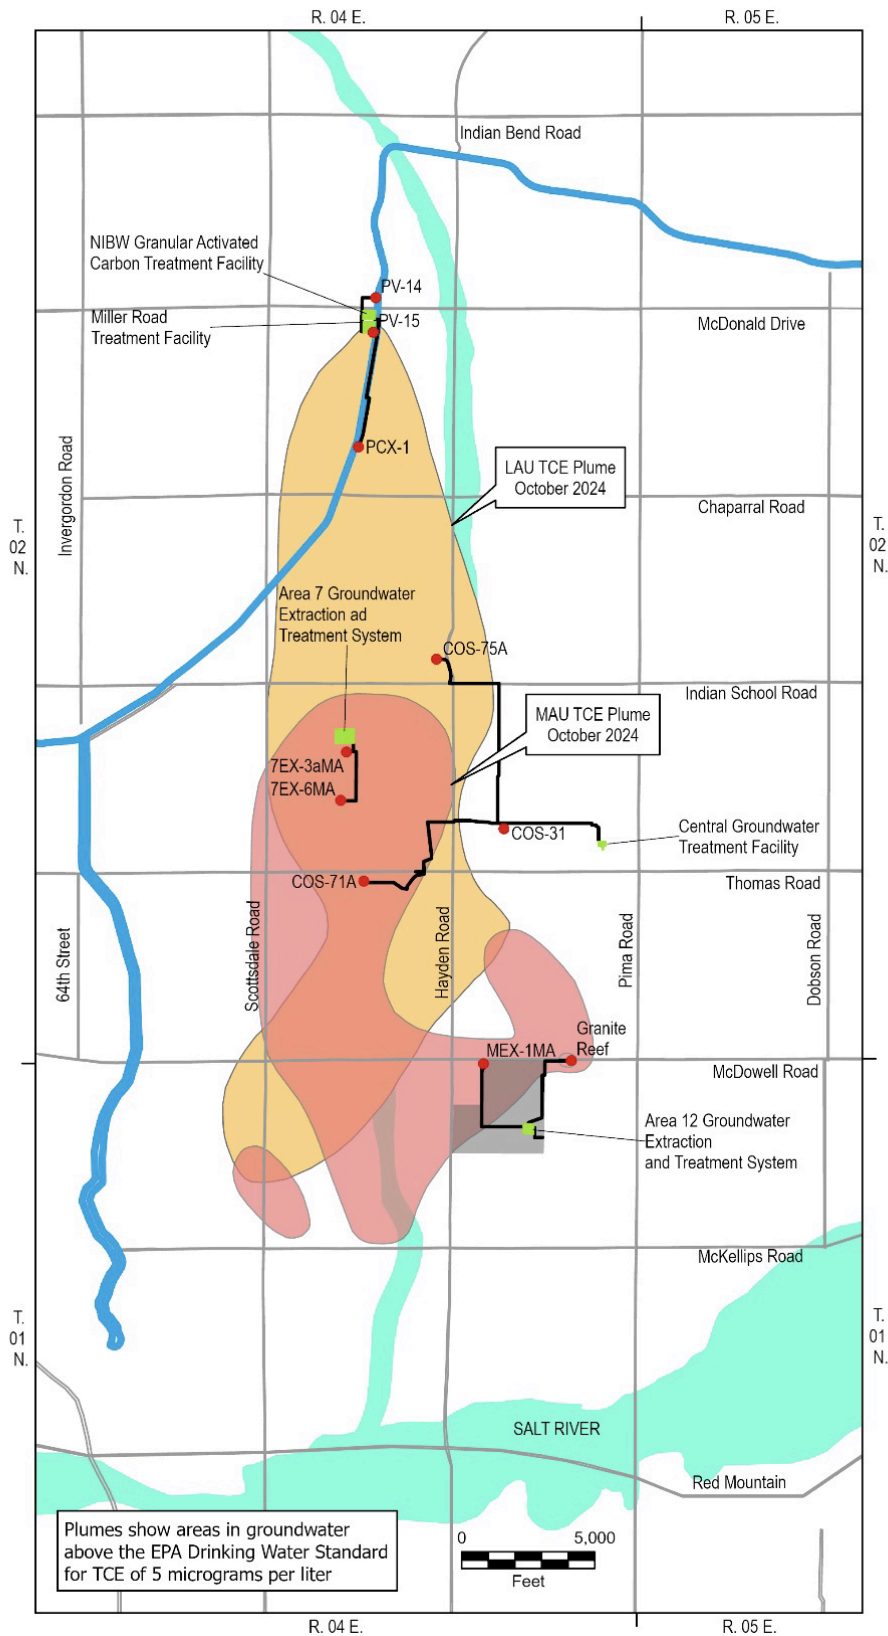 R. 04 E.
R. 05 E.
Indian Bend Road
NIBW Granular Activated
Carbon Treatment Facility
PV-14
Miller Road
Treatment Facility
PV-15
McDonald Drive
Invergordon Road
PCX-1
LAU TCE Plume
October 2024
Chaparral Road
T.
02
N.
T.
02
N.
Area 7 Groundwater
Extraction ad
Treatment System
COS-75A
Indian School Road
MAU TCE Plume
October 2024
7EX-3aMA
7EX-6MA
COS-31
Central Groundwater
Treatment Facility
COS-71A
Thomas Road
64th Street
Scottsdale Road
Hayden Road
Pima Road
Dobson Road
Granite
Reef
MEX-1MA
McDowell Road
Area 12 Groundwater
Extraction
and Treatment System
McKellips Road
T.
01
N.
T.
01
N.
SALT RIVER
Red Mountain
Plumes show areas in groundwater
above the EPA Drinking Water Standard
for TCE of 5 micrograms per liter
0
5,000
Feet
R. 04 E.
R. 05 E.